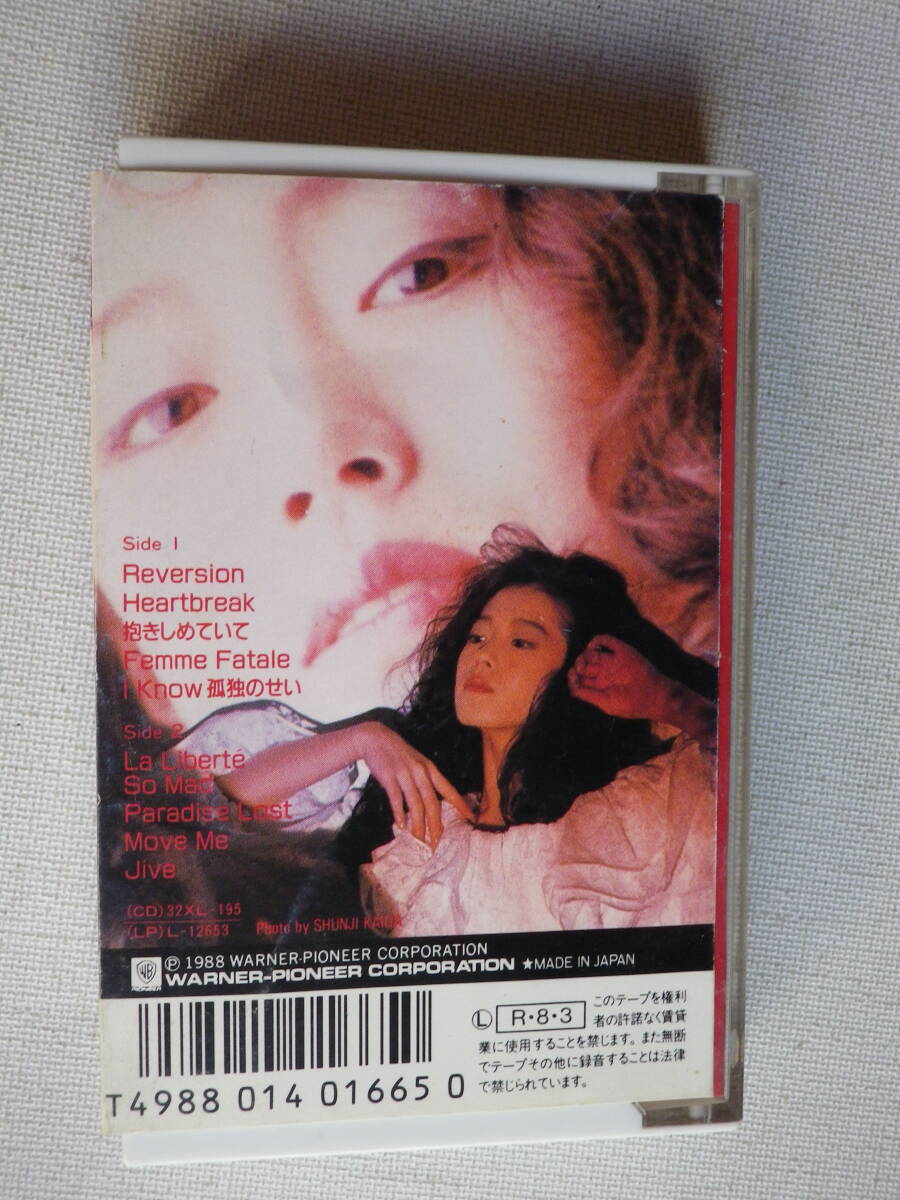 Side 1
Reversion
Heartbreak
抱きしめていて
Femme Fatale
I Know 孤独のせい
Side 2
La Liberté
So Mad
Paradise Lost
Move Me
Jive
(CD) 32XL-195
(LP) L-12653
Photo by SHUNJI
WB
Ⓟ 1988 WARNER-PIONEER CORPORATION
WARNER-PIONEER CORPORATION ★MADE IN JAPAN
Ⓛ R・8・3
このテープを権利
者の許諾なく賃貸
業に使用することを禁じます。また無断
でテープその他に録音することは法律
で禁じられています。
T4988 014 01665 0